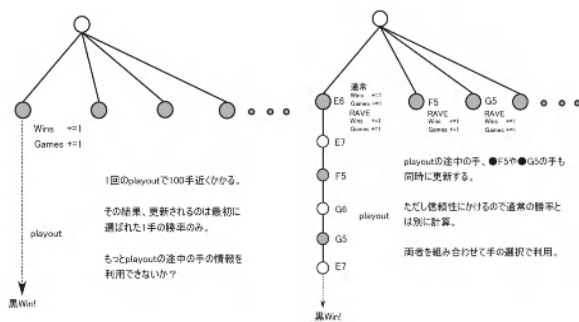 Wins +=1
Games +=1
1回のplayoutで100手近くかかる。
その結果、更新されるのは最初に
選ばれた1手の勝率のみ。
もっとplayoutの途中の手の情報を
利用できないか？
playout
黒Win!
E6
通常
Wins +=1
Games +=1
RAVE
Wins +=1
Games +=1
F5
RAVE
Wins +=1
Games +=1
G5
RAVE
Wins +=1
Games +=1
E7
F5
G6
G5
E7
playout
playoutの途中の手、●F5や●G5の手も
同時に更新する。
ただし信頼性にかけるので通常の勝率と
は別に計算。
両者を組み合わせて手の選択で利用。
黒Win!